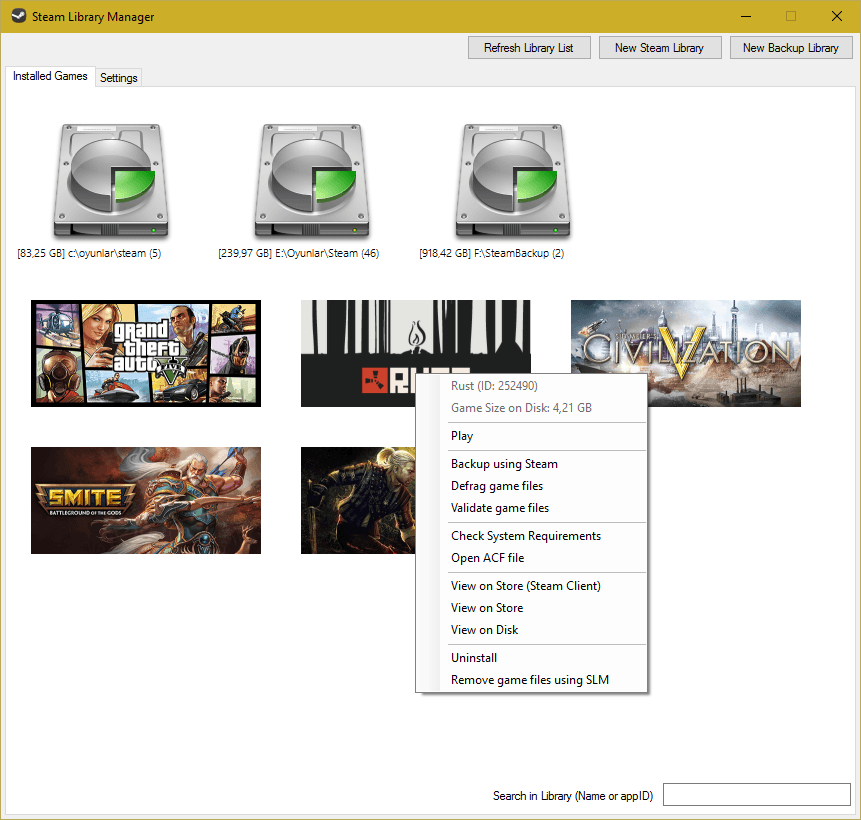 Steam Library Manager
Refresh Library List
New Steam Library
New Backup Library
Installed Games
Settings
[83,25 GB] c:\oyunlar\steam (5)
[239,97 GB] E:\Oyunlar\Steam (46)
[918,42 GB] F:\SteamBackup (2)
grand
theft
auto V
CIVILIZATION V
SMITE
BATTLEGROUND OF THE GODS
Rust (ID: 252490)
Game Size on Disk: 4,21 GB
Play
Backup using Steam
Defrag game files
Validate game files
Check System Requirements
Open ACF file
View on Store (Steam Client)
View on Store
View on Disk
Uninstall
Remove game files using SLM
Search in Library (Name or appID)